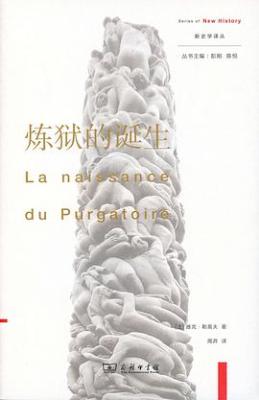 Series of New History
新史学译丛
丛书主编：彭刚 陈恒
炼狱的诞生
La naissance
du Purgatoire
[法] 雅克·勒高夫 著
周莽 译
商务印书馆